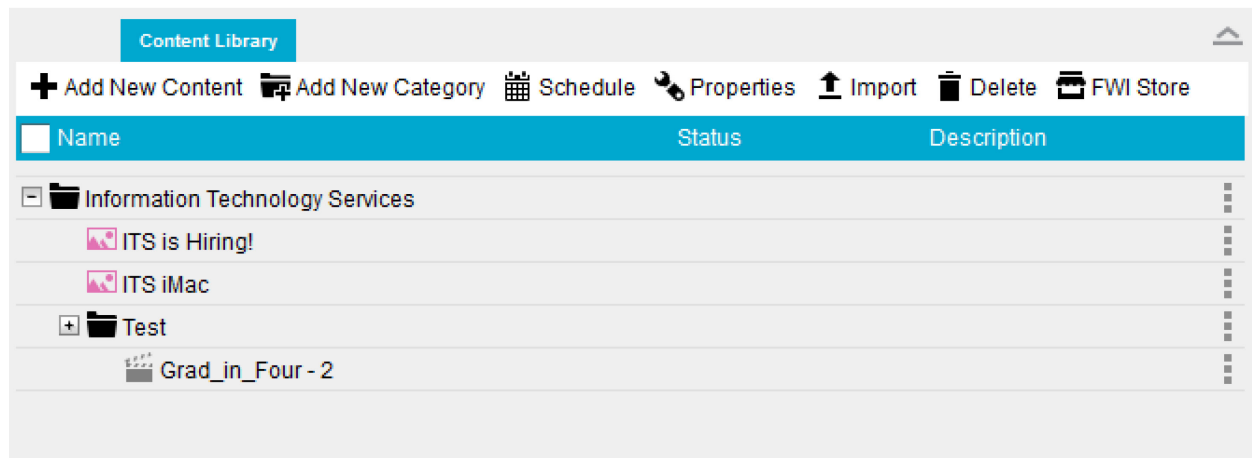 Content Library
Add New Content Add New Category Schedule Properties Import Delete FWI Store
Name Status Description
Information Technology Services
ITS is Hiring!
ITS iMac
Test
Grad_in_Four - 2